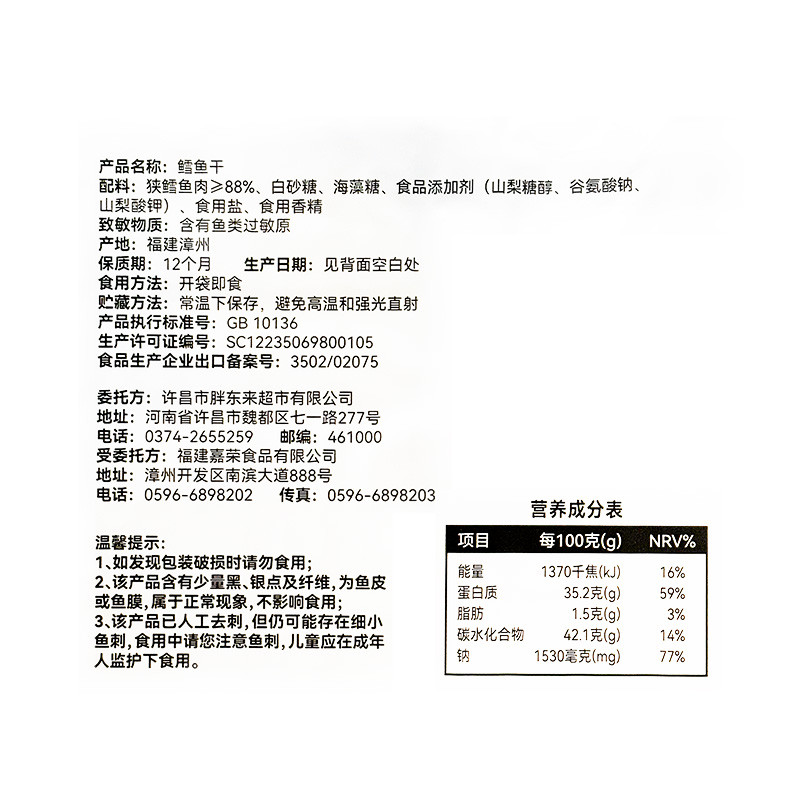 产品名称：鳕鱼干
配料：狭鳕鱼肉≥88%、白砂糖、海藻糖、食品添加剂（山梨糖醇、谷氨酸钠、
山梨酸钾）、食用盐、食用香精
致敏物质：含有鱼类过敏原
产地：福建漳州
保质期：12个月 生产日期：见背面空白处
食用方法：开袋即食
贮藏方法：常温下保存，避免高温和强光直射
产品执行标准号：GB 10136
生产许可证编号：SC12235069800105
食品生产企业出口备案号：3502/02075
委托方：许昌市胖东来超市有限公司
地址：河南省许昌市魏都区七一路277号
电话：0374-2655259 邮编：461000
受委托方：福建嘉荣食品有限公司
地址：漳州开发区南滨大道888号
电话：0596-6898202 传真：0596-6898203
温馨提示：
1、如发现包装破损时请勿食用；
2、该产品含有少量黑、银点及纤维，为鱼皮
或鱼膜，属于正常现象，不影响食用；
3、该产品已人工去刺，但仍可能存在细小
鱼刺，食用中请您注意鱼刺，儿童应在成年
人监护下食用。
营养成分表
项目 每100克(g) NRV%
能量 1370千焦(kJ) 16%
蛋白质 35.2克(g) 59%
脂肪 1.5克(g) 3%
碳水化合物 42.1克(g) 14%
钠 1530毫克(mg) 77%